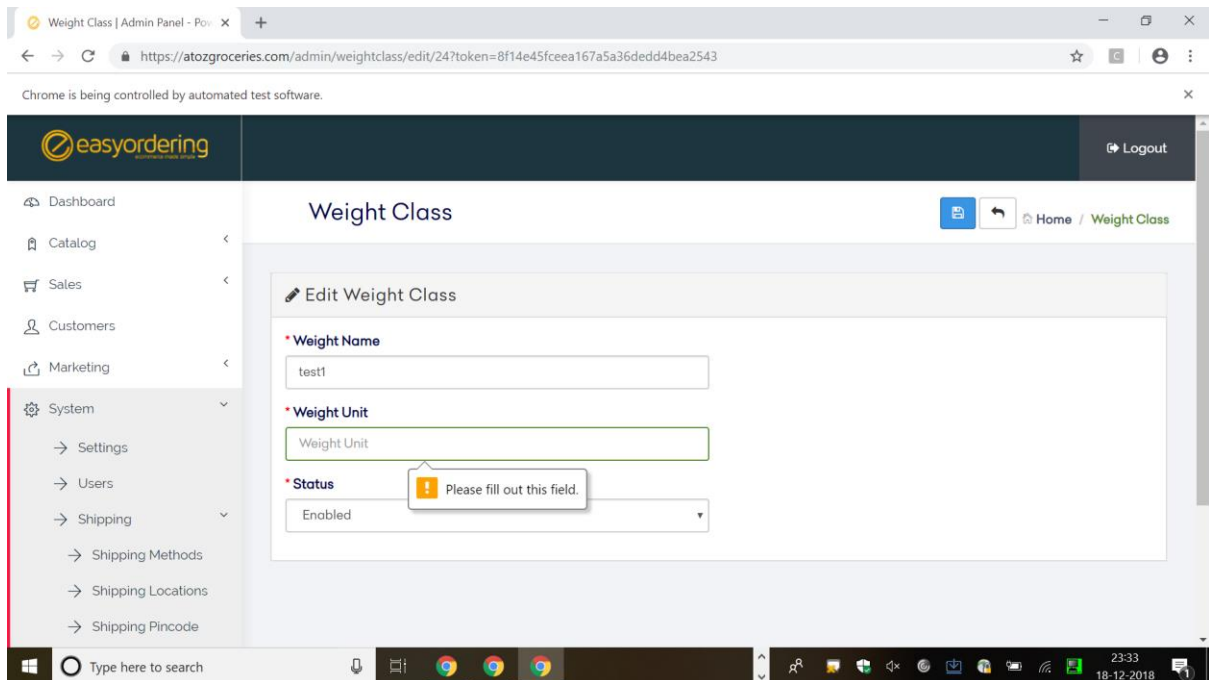 Weight Class | Admin Panel - Pow
https://atozgroceries.com/admin/weightclass/edit/24?token=8f14e45fceea167a5a36dedd4bea2543
Chrome is being controlled by automated test software.
easyordering
ecommerce made simple
Logout
Dashboard
Weight Class
Home / Weight Class
Catalog
Sales
Edit Weight Class
Customers
* Weight Name
Marketing
test1
System
* Weight Unit
Settings
Weight Unit
Users
* Status
Please fill out this field.
Shipping
Enabled
Shipping Methods
Shipping Locations
Shipping Pincode
Type here to search
23:33
18-12-2018